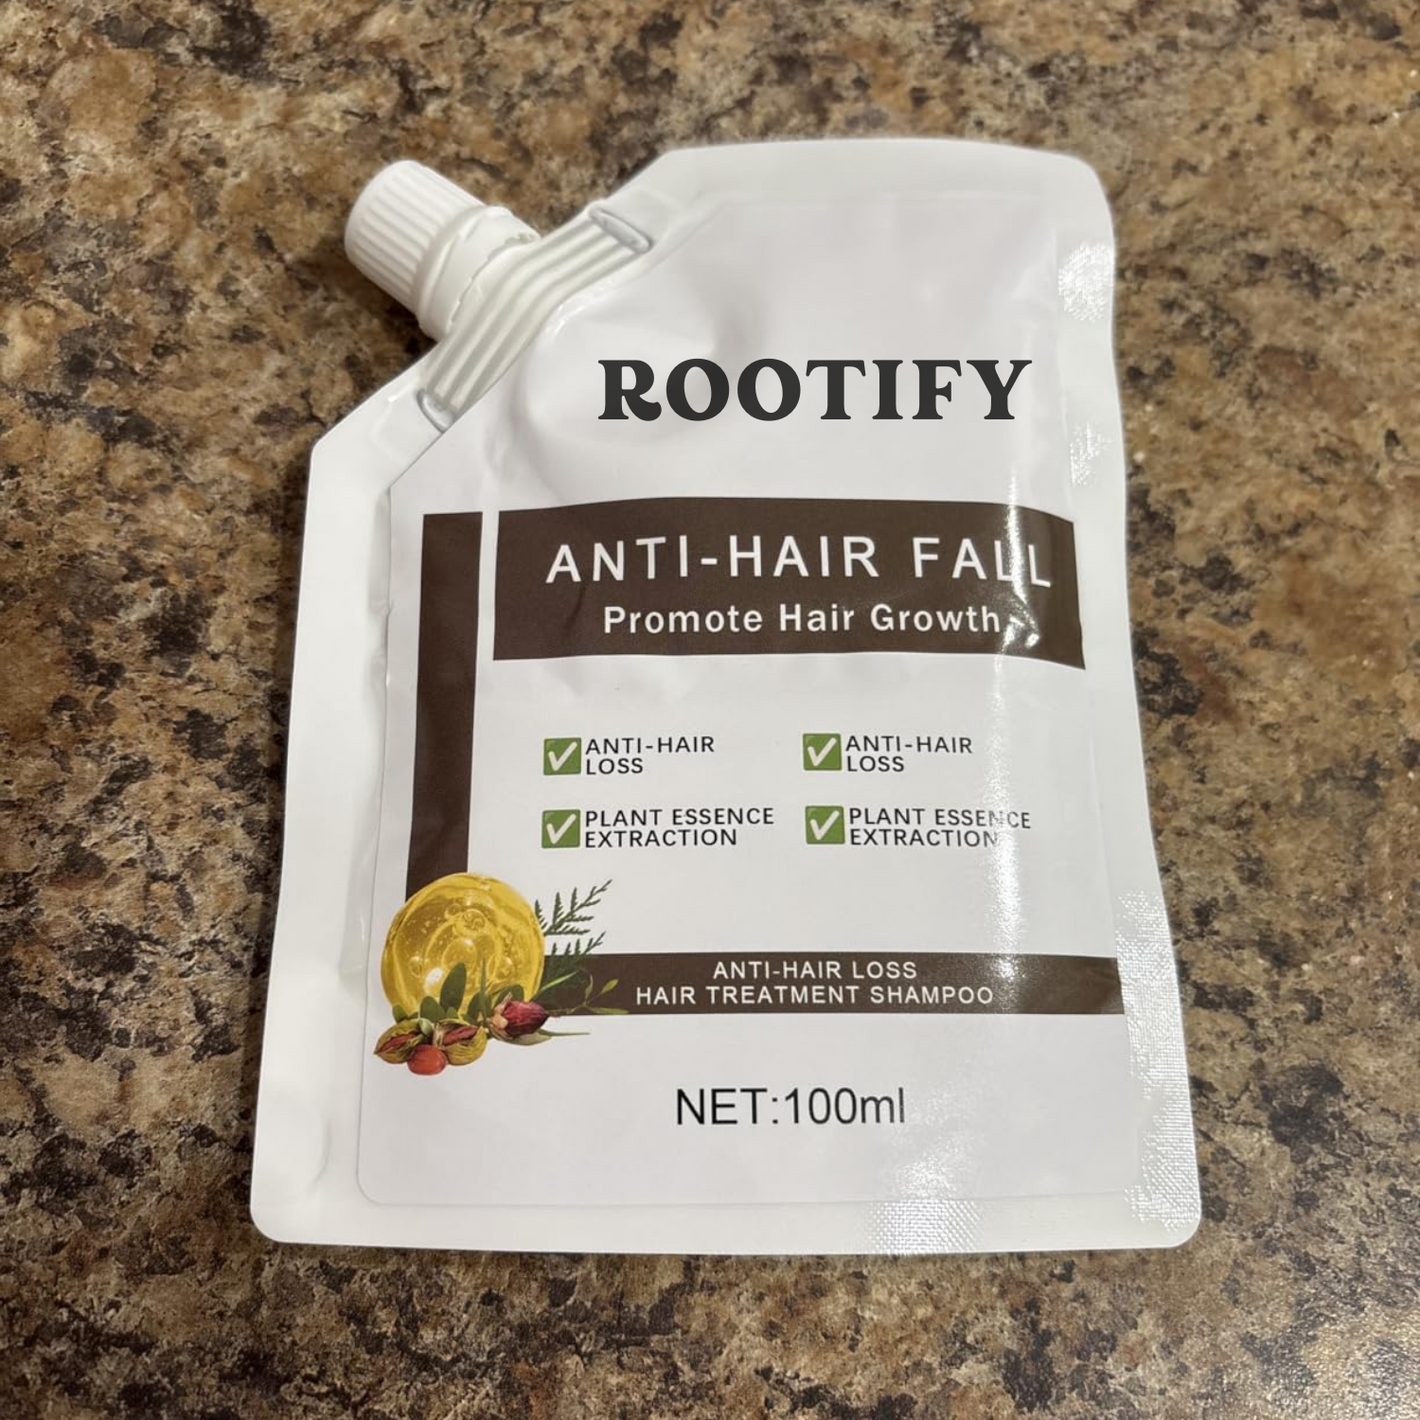 ROOTIFY
ANTI-HAIR FALL
Promote Hair Growth
ANTI-HAIR
LOSS
ANTI-HAIR
LOSS
PLANT ESSENCE
EXTRACTION
PLANT ESSENCE
EXTRACTION
ANTI-HAIR LOSS
HAIR TREATMENT SHAMPOO
NET:100ml